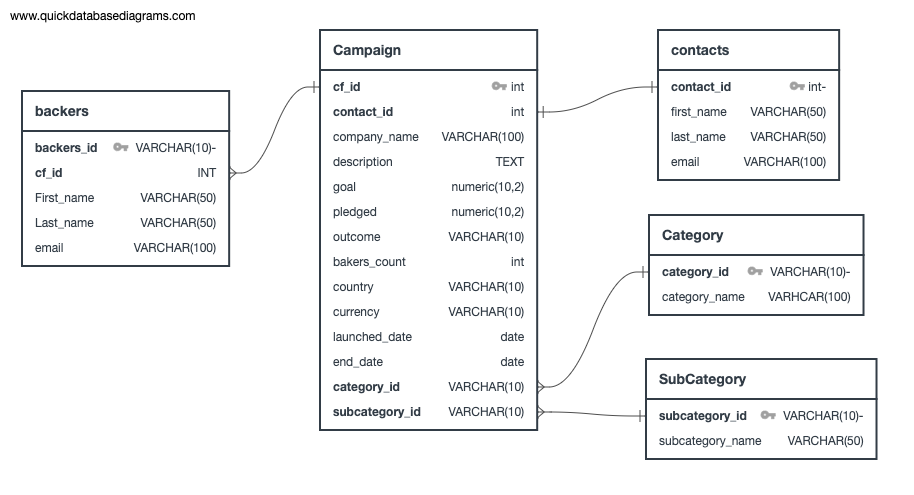 www.quickdatabasediagrams.com
backers
backers_id VARCHAR(10)-
cf_id INT
First_name VARCHAR(50)
Last_name VARCHAR(50)
email VARCHAR(100)
Campaign
cf_id int
contact_id int
company_name VARCHAR(100)
description TEXT
goal numeric(10,2)
pledged numeric(10,2)
outcome VARCHAR(10)
bakers_count int
country VARCHAR(10)
currency VARCHAR(10)
launched_date date
end_date date
category_id VARCHAR(10)
subcategory_id VARCHAR(10)
contacts
contact_id int-
first_name VARCHAR(50)
last_name VARCHAR(50)
email VARCHAR(100)
Category
category_id VARCHAR(10)-
category_name VARHCAR(100)
SubCategory
subcategory_id VARCHAR(10)-
subcategory_name VARCHAR(50)